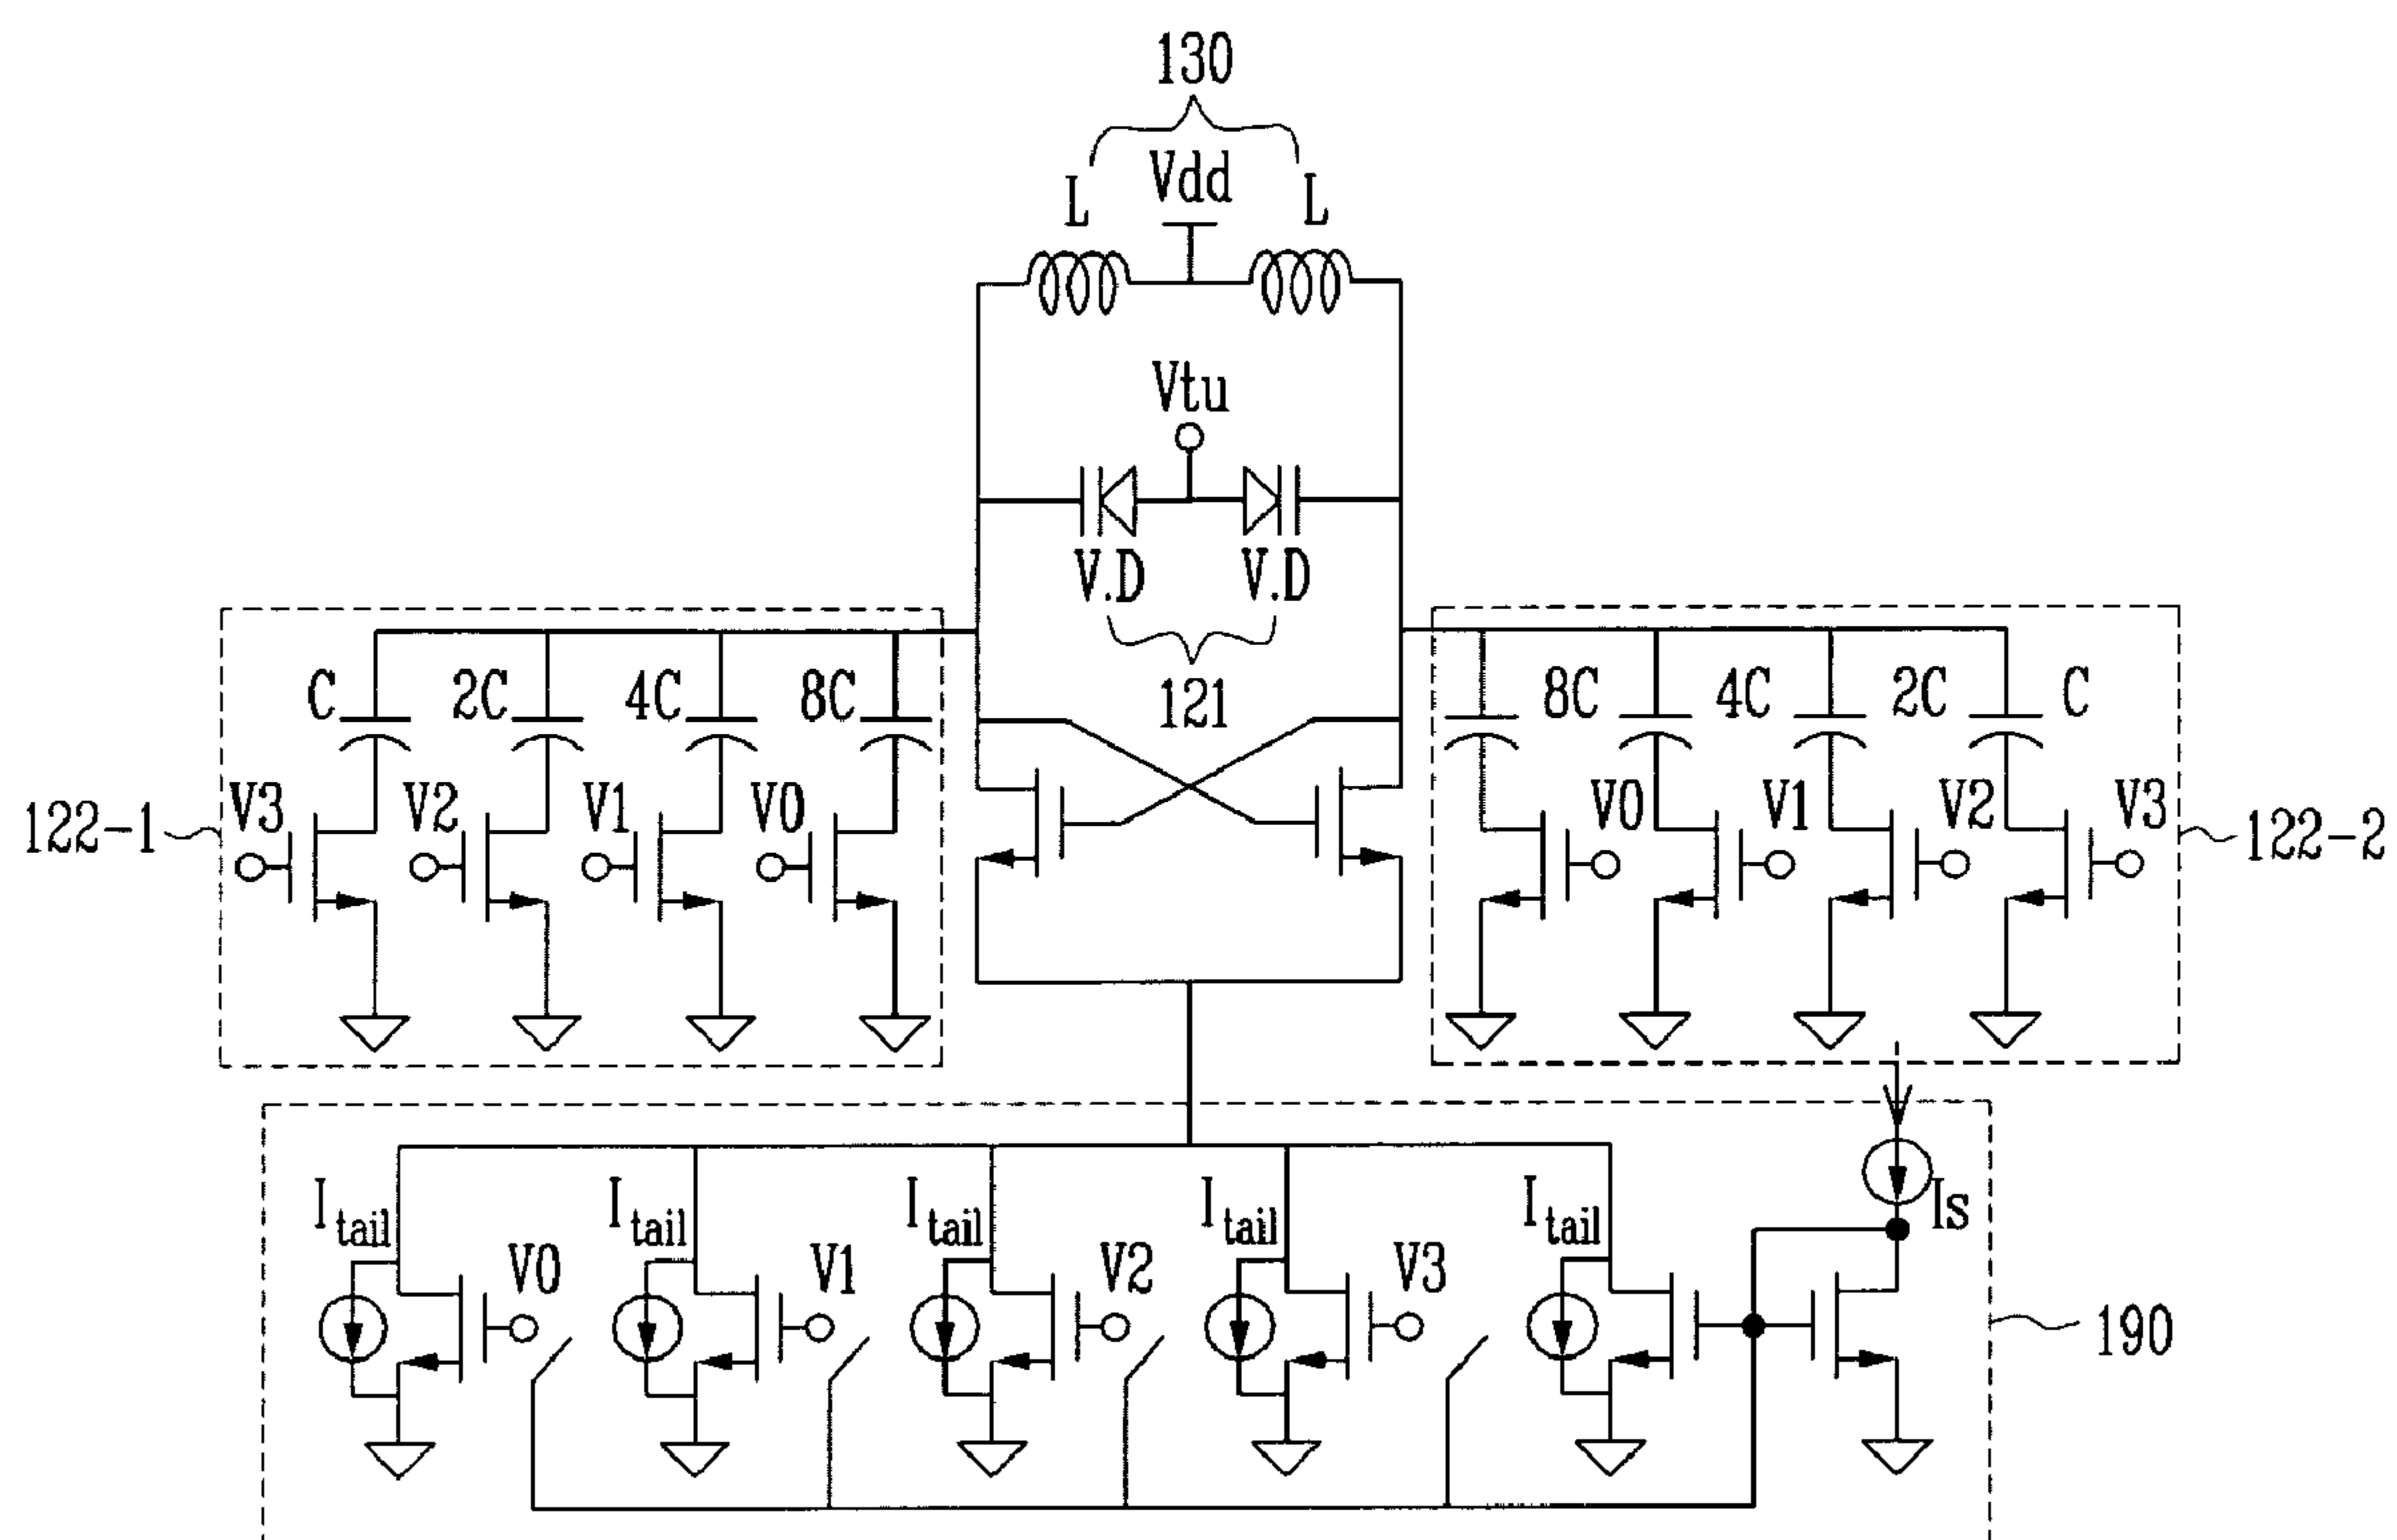 130
Vdd
L L
Vtu
V.D V.D
121
C 2C 4C 8C
8C 4C 2C C
V3 V2 V1 V0
V0 V1 V2 V3
122-1
122-2
Itail Itail Itail Itail Itail
Is
V0 V1 V2 V3
190